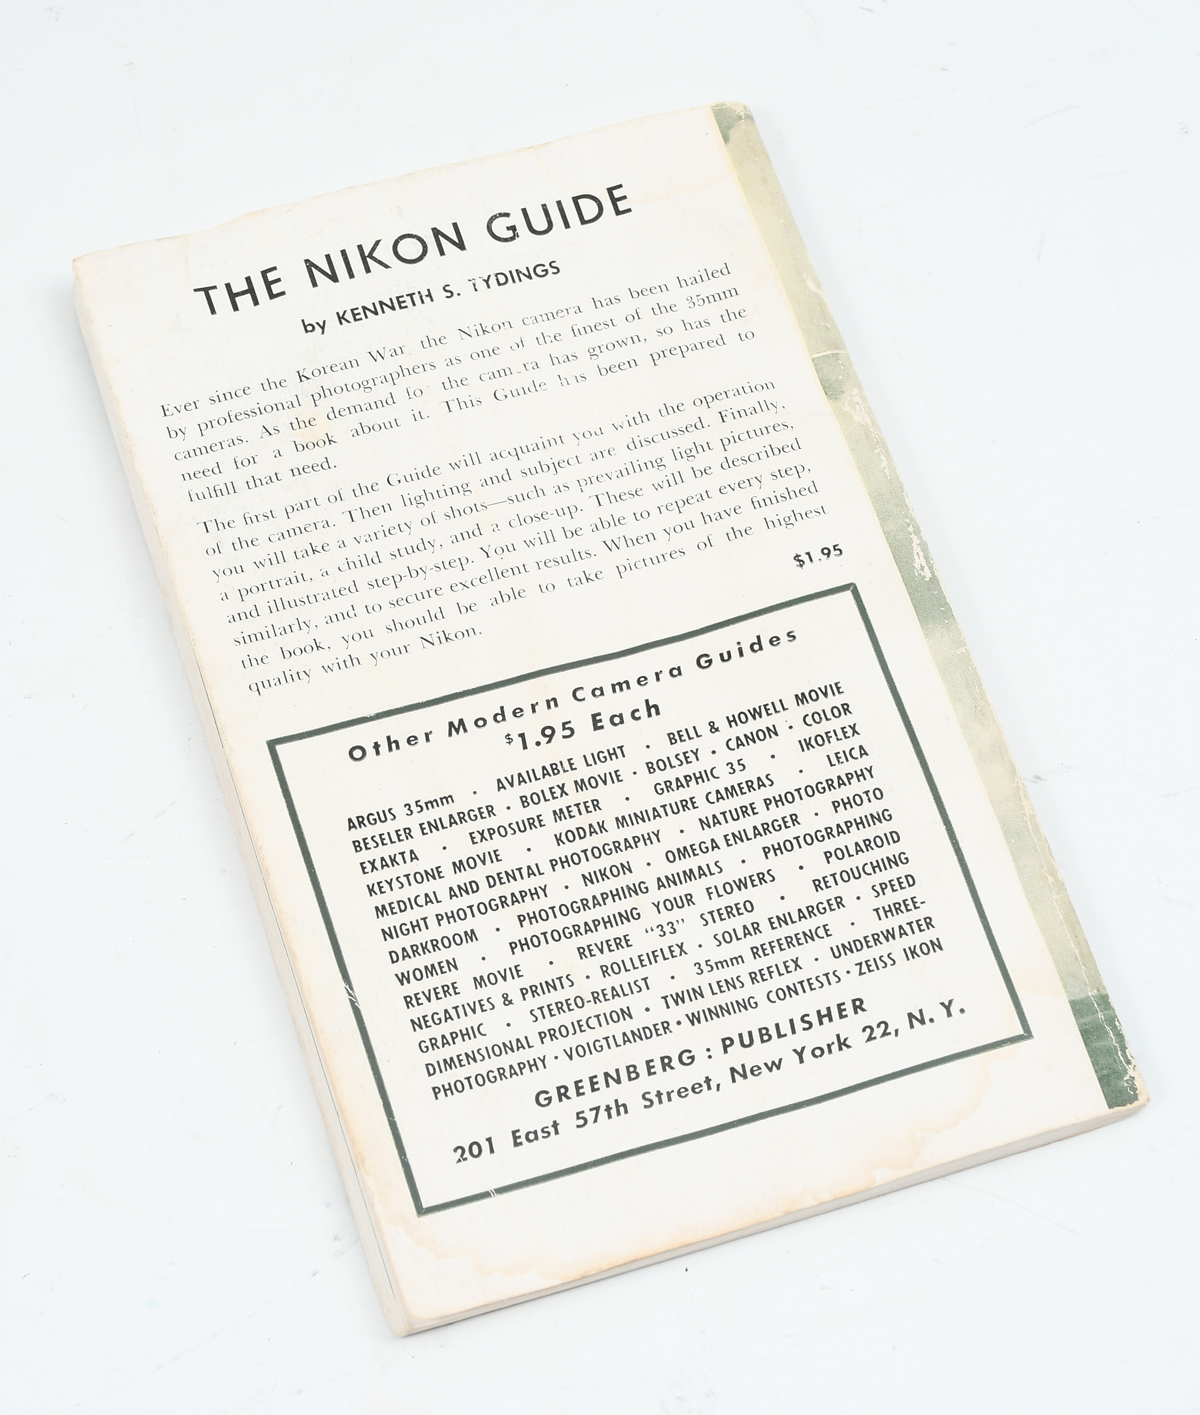 THE NIKON GUIDE
by KENNETH S. TYDINGS
Ever since the Korean War, the Nikon camera has been hailed
by professional photographers as one of the finest of the 35mm
cameras. As the demand for the camera has grown, so has the
need for a book about it. This Guide has been prepared to
fulfill that need.
The first part of the Guide will acquaint you with the operation
of the camera. Then lighting and subject are discussed. Finally,
you will take a variety of shots—such as prevailing light pictures,
a portrait, a child study, and a close-up. These will be described
and illustrated step-by-step. You will be able to repeat every step,
similarly, and to secure excellent results. When you have finished
the book, you should be able to take pictures of the highest
quality with your Nikon.
$1.95
Other Modern Camera Guides
$1.95 Each
ARGUS 35mm · AVAILABLE LIGHT · BELL & HOWELL MOVIE
BESELER ENLARGER · BOLEX MOVIE · BOLSEY · CANON · COLOR
EXAKTA · EXPOSURE METER · GRAPHIC 35 · IKOFLEX
KEYSTONE MOVIE · KODAK MINIATURE CAMERAS · LEICA
MEDICAL AND DENTAL PHOTOGRAPHY · NATURE PHOTOGRAPHY
NIGHT PHOTOGRAPHY · NIKON · OMEGA ENLARGER · PHOTO
DARKROOM · PHOTOGRAPHING ANIMALS · PHOTOGRAPHING
WOMEN · PHOTOGRAPHING YOUR FLOWERS · POLAROID
REVERE MOVIE · REVERE "33" STEREO · RETOUCHING
NEGATIVES & PRINTS · ROLLEIFLEX · SOLAR ENLARGER · SPEED
GRAPHIC · STEREO-REALIST · 35mm REFERENCE · THREE-
DIMENSIONAL PROJECTION · TWIN LENS REFLEX · UNDERWATER
PHOTOGRAPHY · VOIGTLANDER · WINNING CONTESTS · ZEISS IKON
GREENBERG : PUBLISHER
201 East 57th Street, New York 22, N. Y.